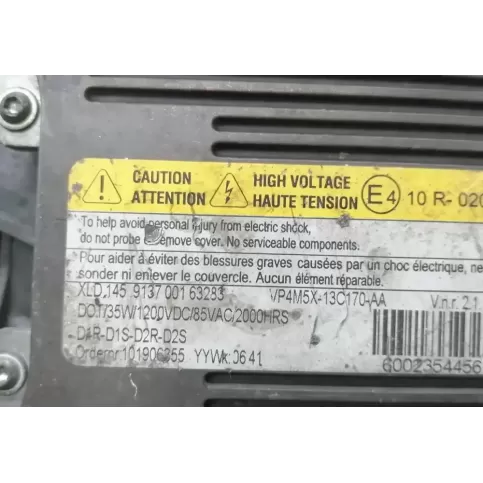 CAUTION
ATTENTION
HIGH VOLTAGE
HAUTE TENSION
E4 10 R- 020
To help avoid personal injury from electric shock,
do not probe remove cover. No serviceable components.
Pour aider à éviter des blessures graves causées par un choc électrique, ne
sonder ni enlever le couvercle. Aucun élément réparable.
XLD 145 9137 001 63283 VP4M5X-13C170-AA V.nr. 2.1
DOT/35W/1200VDC/85VAC/2000HRS
D1R-D1S-D2R-D2S
Ordernr 101906355 YYWk 0641
6002354456